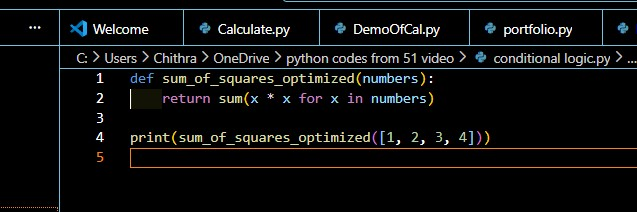 ··· Welcome Calculate.py DemoOfCal.py portfolio.py
C: > Users > Chithra > OneDrive > python codes from 51 video > conditional logic.py > ...
1 def sum_of_squares_optimized(numbers):
2 return sum(x * x for x in numbers)
3
4 print(sum_of_squares_optimized([1, 2, 3, 4]))
5